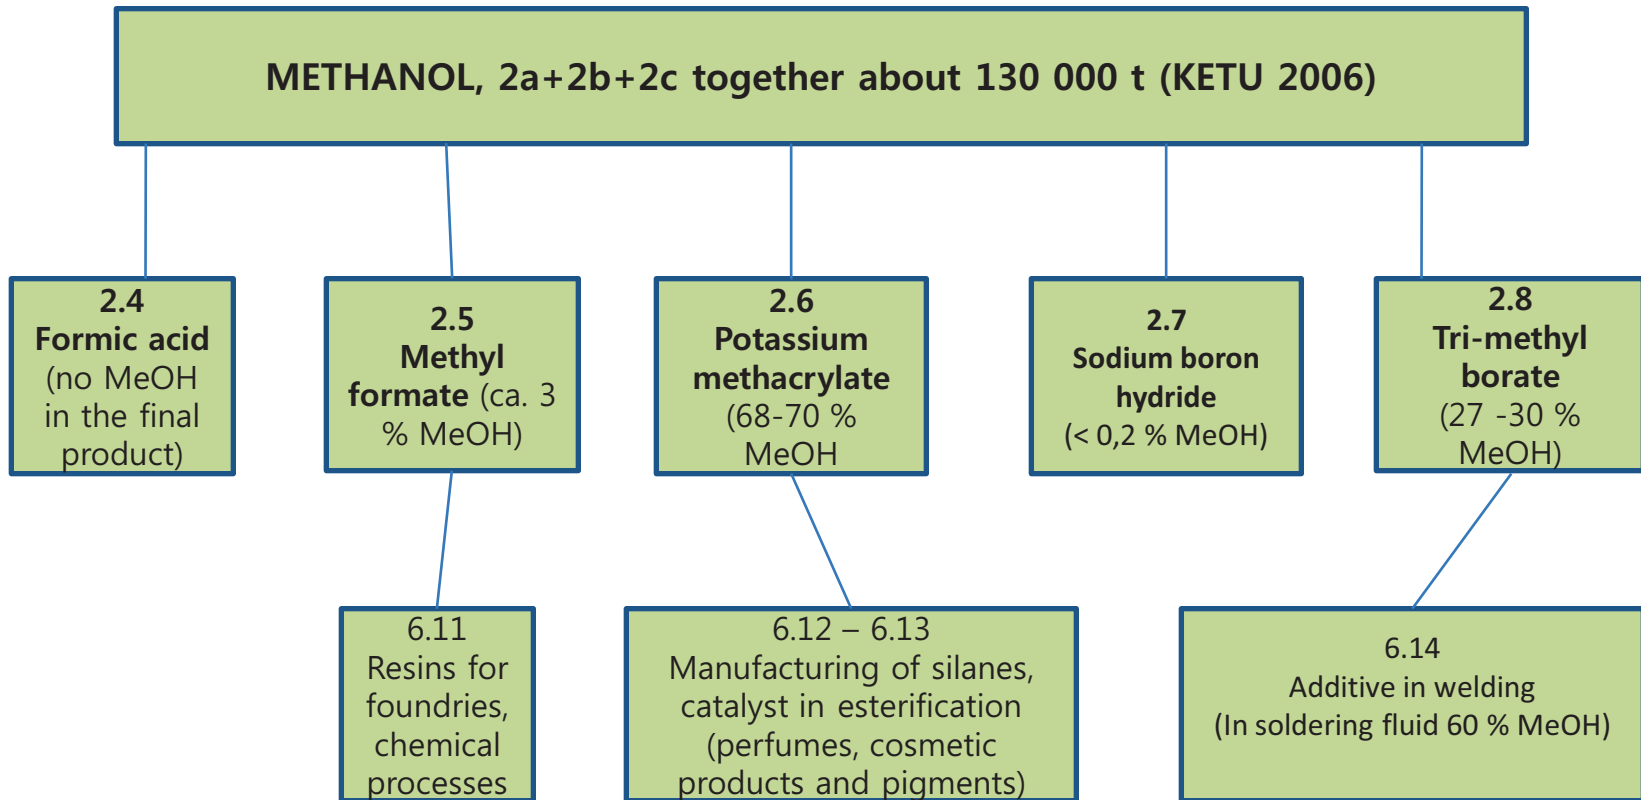 METHANOL, 2a+2b+2c together about 130 000 t (KETU 2006)
2.4
Formic acid
(no MeOH
in the final
product)
2.5
Methyl
formate (ca. 3
% MeOH)
2.6
Potassium
methacrylate
(68-70 %
MeOH
2.7
Sodium boron
hydride
(< 0,2 % MeOH)
2.8
Tri-methyl
borate
(27 -30 %
MeOH)
6.11
Resins for
foundries,
chemical
processes
6.12 – 6.13
Manufacturing of silanes,
catalyst in esterification
(perfumes, cosmetic
products and pigments)
6.14
Additive in welding
(In soldering fluid 60 % MeOH)